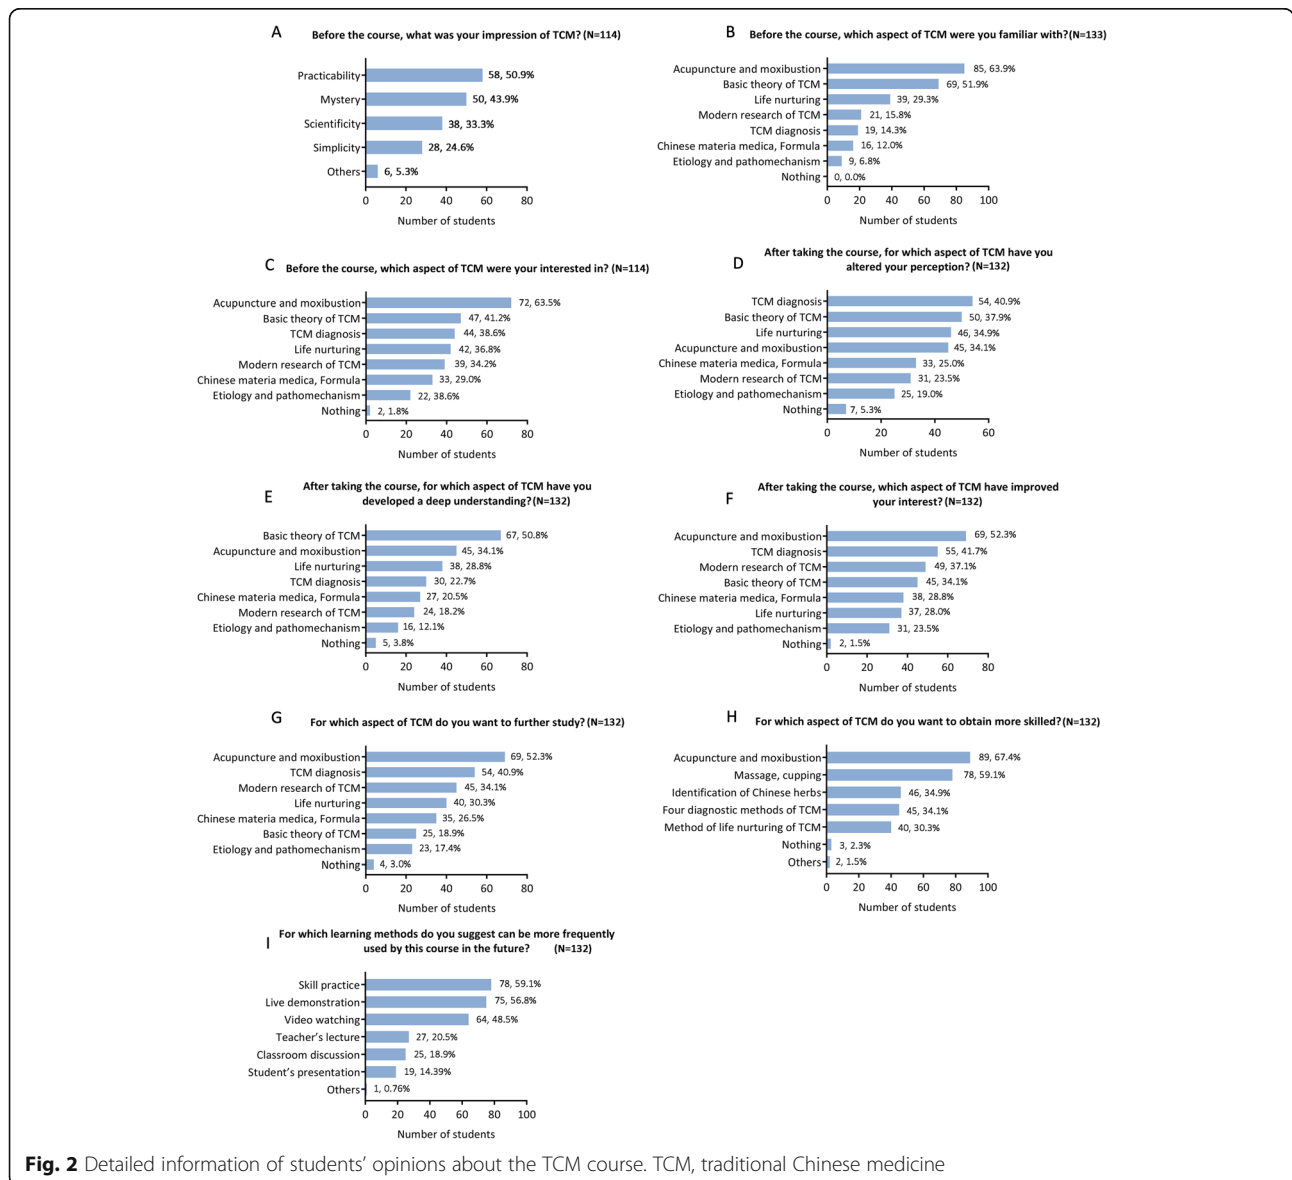 A Before the course, what was your impression of TCM? (N=114)
Practicability 58, 50.9%
Mystery 50, 43.9%
Scientificity 38, 33.3%
Simplicity 28, 24.6%
Others 6, 5.3%
0 20 40 60 80
Number of students
B Before the course, which aspect of TCM were you familiar with?(N=133)
Acupuncture and moxibustion 85, 63.9%
Basic theory of TCM 69, 51.9%
Life nurturing 39, 29.3%
Modern research of TCM 21, 15.8%
TCM diagnosis 19, 14.3%
Chinese materia medica, Formula 16, 12.0%
Etiology and pathomechanism 9, 6.8%
Nothing 0, 0.0%
0 20 40 60 80 100
Number of students
C Before the course, which aspect of TCM were your interested in? (N=114)
Acupuncture and moxibustion 72, 63.5%
Basic theory of TCM 47, 41.2%
TCM diagnosis 44, 38.6%
Life nurturing 42, 36.8%
Modern research of TCM 39, 34.2%
Chinese materia medica, Formula 33, 29.0%
Etiology and pathomechanism 22, 38.6%
Nothing 2, 1.8%
0 20 40 60 80
Number of students
D After taking the course, for which aspect of TCM have you
altered your perception? (N=132)
TCM diagnosis 54, 40.9%
Basic theory of TCM 50, 37.9%
Life nurturing 46, 34.9%
Acupuncture and moxibustion 45, 34.1%
Chinese materia medica, Formula 33, 25.0%
Modern research of TCM 31, 23.5%
Etiology and pathomechanism 25, 19.0%
Nothing 7, 5.3%
0 20 40 60
Number of students
E After taking the course, for which aspect of TCM have you
developed a deep understanding? (N=132)
Basic theory of TCM 67, 50.8%
Acupuncture and moxibustion 45, 34.1%
Life nurturing 38, 28.8%
TCM diagnosis 30, 22.7%
Chinese materia medica, Formula 27, 20.5%
Modern research of TCM 24, 18.2%
Etiology and pathomechanism 16, 12.1%
Nothing 5, 3.8%
0 20 40 60 80
Number of students
F After taking the course, which aspect of TCM have improved
your interest? (N=132)
Acupuncture and moxibustion 69, 52.3%
TCM diagnosis 55, 41.7%
Modern research of TCM 49, 37.1%
Basic theory of TCM 45, 34.1%
Chinese materia medica, Formula 38, 28.8%
Life nurturing 37, 28.0%
Etiology and pathomechanism 31, 23.5%
Nothing 2, 1.5%
0 20 40 60 80
Number of students
G For which aspect of TCM do you want to further study? (N=132)
Acupuncture and moxibustion 69, 52.3%
TCM diagnosis 54, 40.9%
Modern research of TCM 45, 34.1%
Life nurturing 40, 30.3%
Chinese materia medica, Formula 35, 26.5%
Basic theory of TCM 25, 18.9%
Etiology and pathomechanism 23, 17.4%
Nothing 4, 3.0%
0 20 40 60 80
Number of students
H For which aspect of TCM do you want to obtain more skilled? (N=132)
Acupuncture and moxibustion 89, 67.4%
Massage, cupping 78, 59.1%
Identification of Chinese herbs 46, 34.9%
Four diagnostic methods of TCM 45, 34.1%
Method of life nurturing of TCM 40, 30.3%
Nothing 3, 2.3%
Others 2, 1.5%
0 20 40 60 80 100
Number of students
I For which learning methods do you suggest can be more frequently
used by this course in the future? (N=132)
Skill practice 78, 59.1%
Live demonstration 75, 56.8%
Video watching 64, 48.5%
Teacher's lecture 27, 20.5%
Classroom discussion 25, 18.9%
Student's presentation 19, 14.39%
Others 1, 0.76%
0 20 40 60 80 100
Number of students
Fig. 2 Detailed information of students' opinions about the TCM course. TCM, traditional Chinese medicine